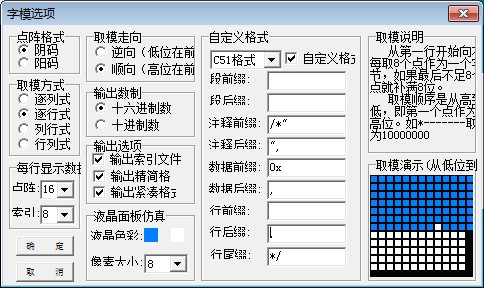 字模选项
点阵格式
阴码
阳码
取模方式
逐列式
逐行式
列行式
行列式
每行显示数据
点阵: 16
索引: 8
确 定
取 消
取模走向
逆向（低位在前
顺向（高位在前
输出数制
十六进制数
十进制数
输出选项
输出索引文件
输出精简格
输出紧凑格式
液晶面板仿真
液晶色彩:
像素大小: 8
自定义格式
C51格式
自定义格式
段前缀:
段后缀:
注释前缀: /*"
注释后缀: ",
数据前缀: 0x
数据后缀: ,
行前缀:
行后缀:
行尾缀: */
取模说明
从第一行开始向
每取8个点作为一个字
节，如果最后不足8
点就补满8位。
取模顺序是从高
低，即第一个点作为
高位。如*-------取
为10000000
取模演示(从低位到